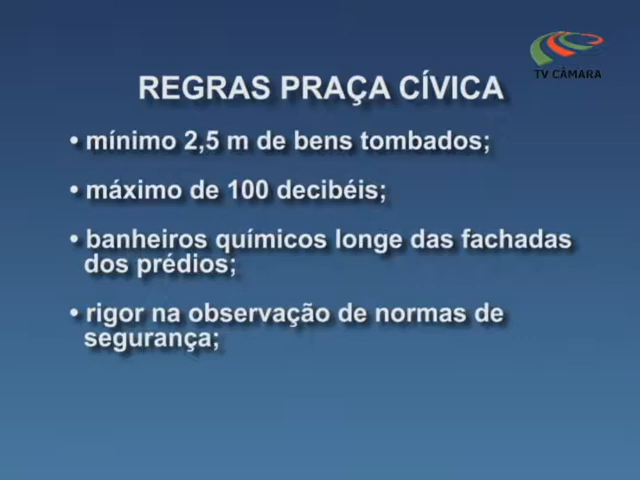 TV CÂMARA
REGRAS PRAÇA CÍVICA
• mínimo 2,5 m de bens tombados;
• máximo de 100 decibéis;
• banheiros químicos longe das fachadas
dos prédios;
• rigor na observação de normas de
segurança;